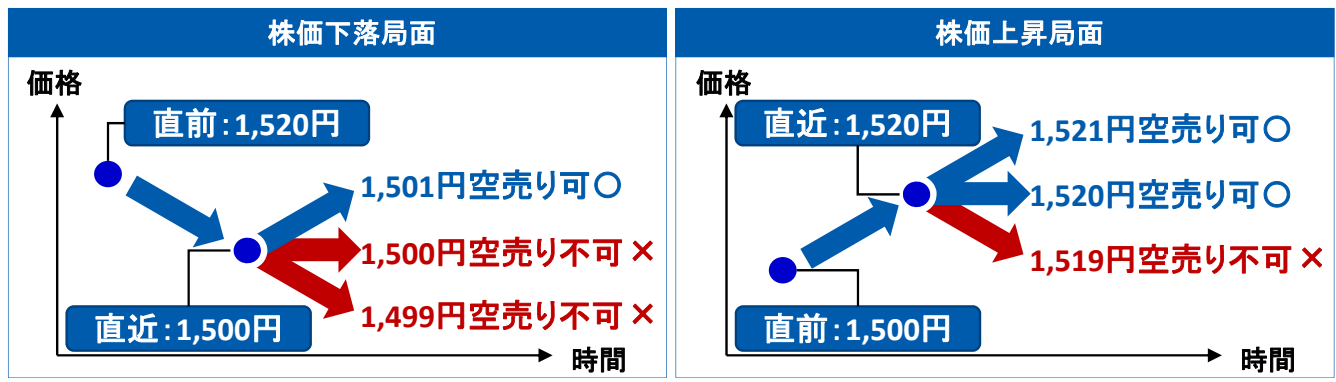 株価下落局面
価格
直前：1,520円
1,501円空売り可〇
1,500円空売り不可×
1,499円空売り不可×
直近：1,500円
時間
株価上昇局面
価格
直近：1,520円
1,521円空売り可〇
1,520円空売り可〇
1,519円空売り不可×
直前：1,500円
時間